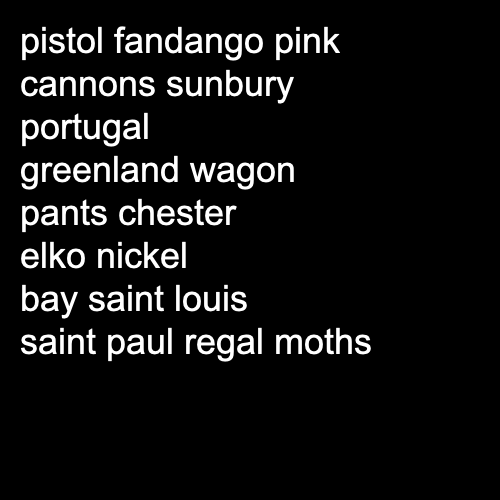 pistol fandango pink
cannons sunbury
portugal
greenland wagon
pants chester
elko nickel
bay saint louis
saint paul regal moths